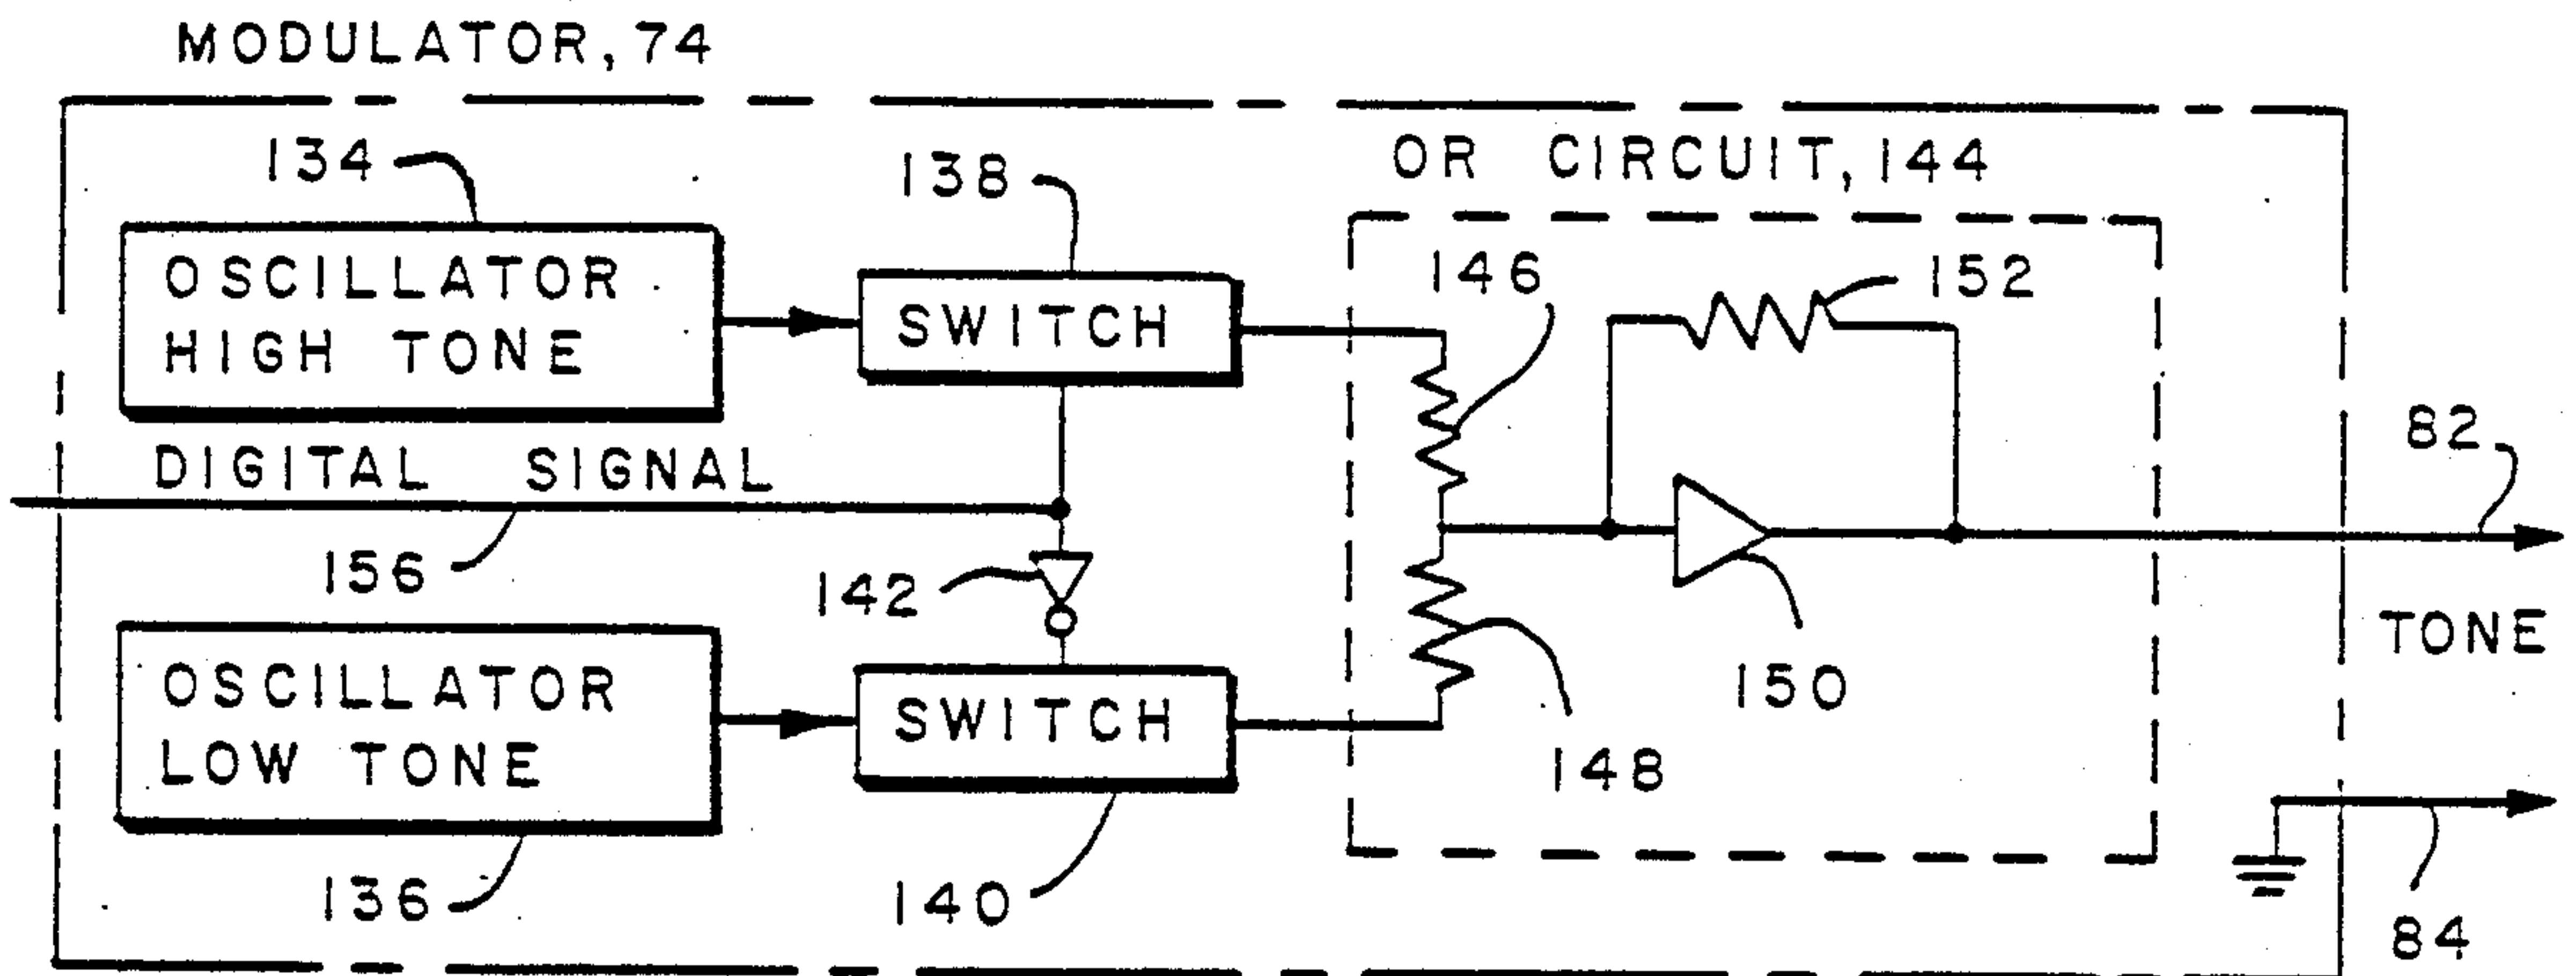 MODULATOR, 74
134
138
OR CIRCUIT, 144
OSCILLATOR
HIGH TONE
SWITCH
146
152
82
DIGITAL SIGNAL
156
142
TONE
OSCILLATOR
LOW TONE
SWITCH
150
148
136
140
84